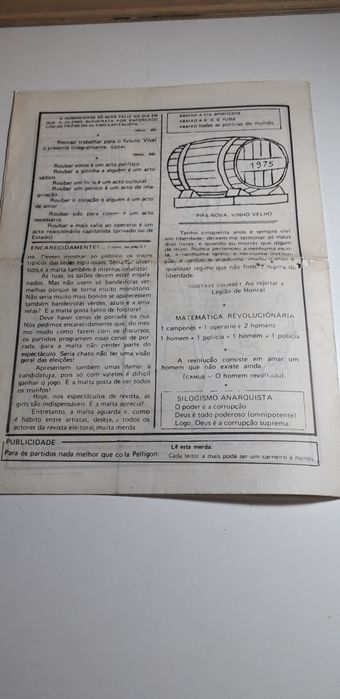 A HUMANIDADE SÓ SERÁ FELIZ NO DIA EM
QUE O ÚLTIMO BUROCRATA FOR ENFORCADO
COM AS TRIPAS DO ÚLTIMO CAPITALISTA.
Recusar trabalhar para o futuro. Vivei
o presente integralmente.
Roubar votos é um acto político
Roubar a pilinha a alguém é um acto
sádico
Roubar um livro é um acto cultural
Roubar um penico é um acto de ima-
ginação
Roubar o coração a alguém é um acto
de amor
Roubar pão para comer é um acto
necessário
Roubar a mais valia ao operário é um
acto reaccionário capitalista (privado ou de
Estado)
ENCARECIDAMENTE!...
pa. Devem mostrar ao público os trajes
típicos das
tido, e a malta também é internacionalista!
As ruas, os salões devem estar engala-
nados. Mas não usem só bandeirolas ver-
melhas porque se torna muito monótono.
Não seria muito mais bonito se aparecessem
também bandeirolas verdes, azuis e ama-
relas? E a malta gosta tanto de folclore!
Deve haver cenas de porrada na rua.
Nós pedimos encarecidamente que, do mes-
mo modo como fazem com os discursos,
os partidos programem essas cenas de por-
rada, para a malta não perder parte do
espectáculo. Seria chato não ter uma visão
geral das eleições!
Apresentem também umas llamar à
candidatura, pois só com valetes é difícil
ganhar o jogo. E a malta gosta de ver todos
os trunfos!
Hoje, nos espectáculos de revista, as
girls são indispensáveis. E a malta aprecia!..
Entretanto, a malta aguarda e, como
é hábito entre artistas, deseja, a todos os
actores da revista eleitoral, muita merda.
ABAIXO A CIA americana
ABAIXO A K. G. B. russa
ABAIXO todas as polícias do mundo.
1975
PIPA NOVA, VINHO VELHO
Tenho cinquenta anos e sempre vivi
em liberdade; deixem-me terminar os meus
dias livre, e quando eu morrer que digam
de mim: Nunca pertenceu a nenhuma esco-
la, a nenhuma igreja, a nenhuma institui-
ção, a nenhuma academia, muito menos a
qualquer regime que não fosse o regime da
liberdade.
(GUSTAVE COURBET, Ao rejeitar a
Legião de Honra)
MATEMÁTICA REVOLUCIONÁRIA
1 camponês + 1 operário = 2 homens
1 homem + 1 polícia = 1 homem + 1 polícia
A revolução consiste em amar um
homem que não existe ainda.
(CAMUS — O homem revoltado)
SILOGISMO ANARQUISTA
O poder é a corrupção
Deus é todo poderoso (omnipotente)
Logo, Deus é a corrupção suprema.
PUBLICIDADE
Para os partidos nada melhor que cola Pelligon.
Lê esta merda:
Cada leitor a mais pode ser um carneiro a menos.